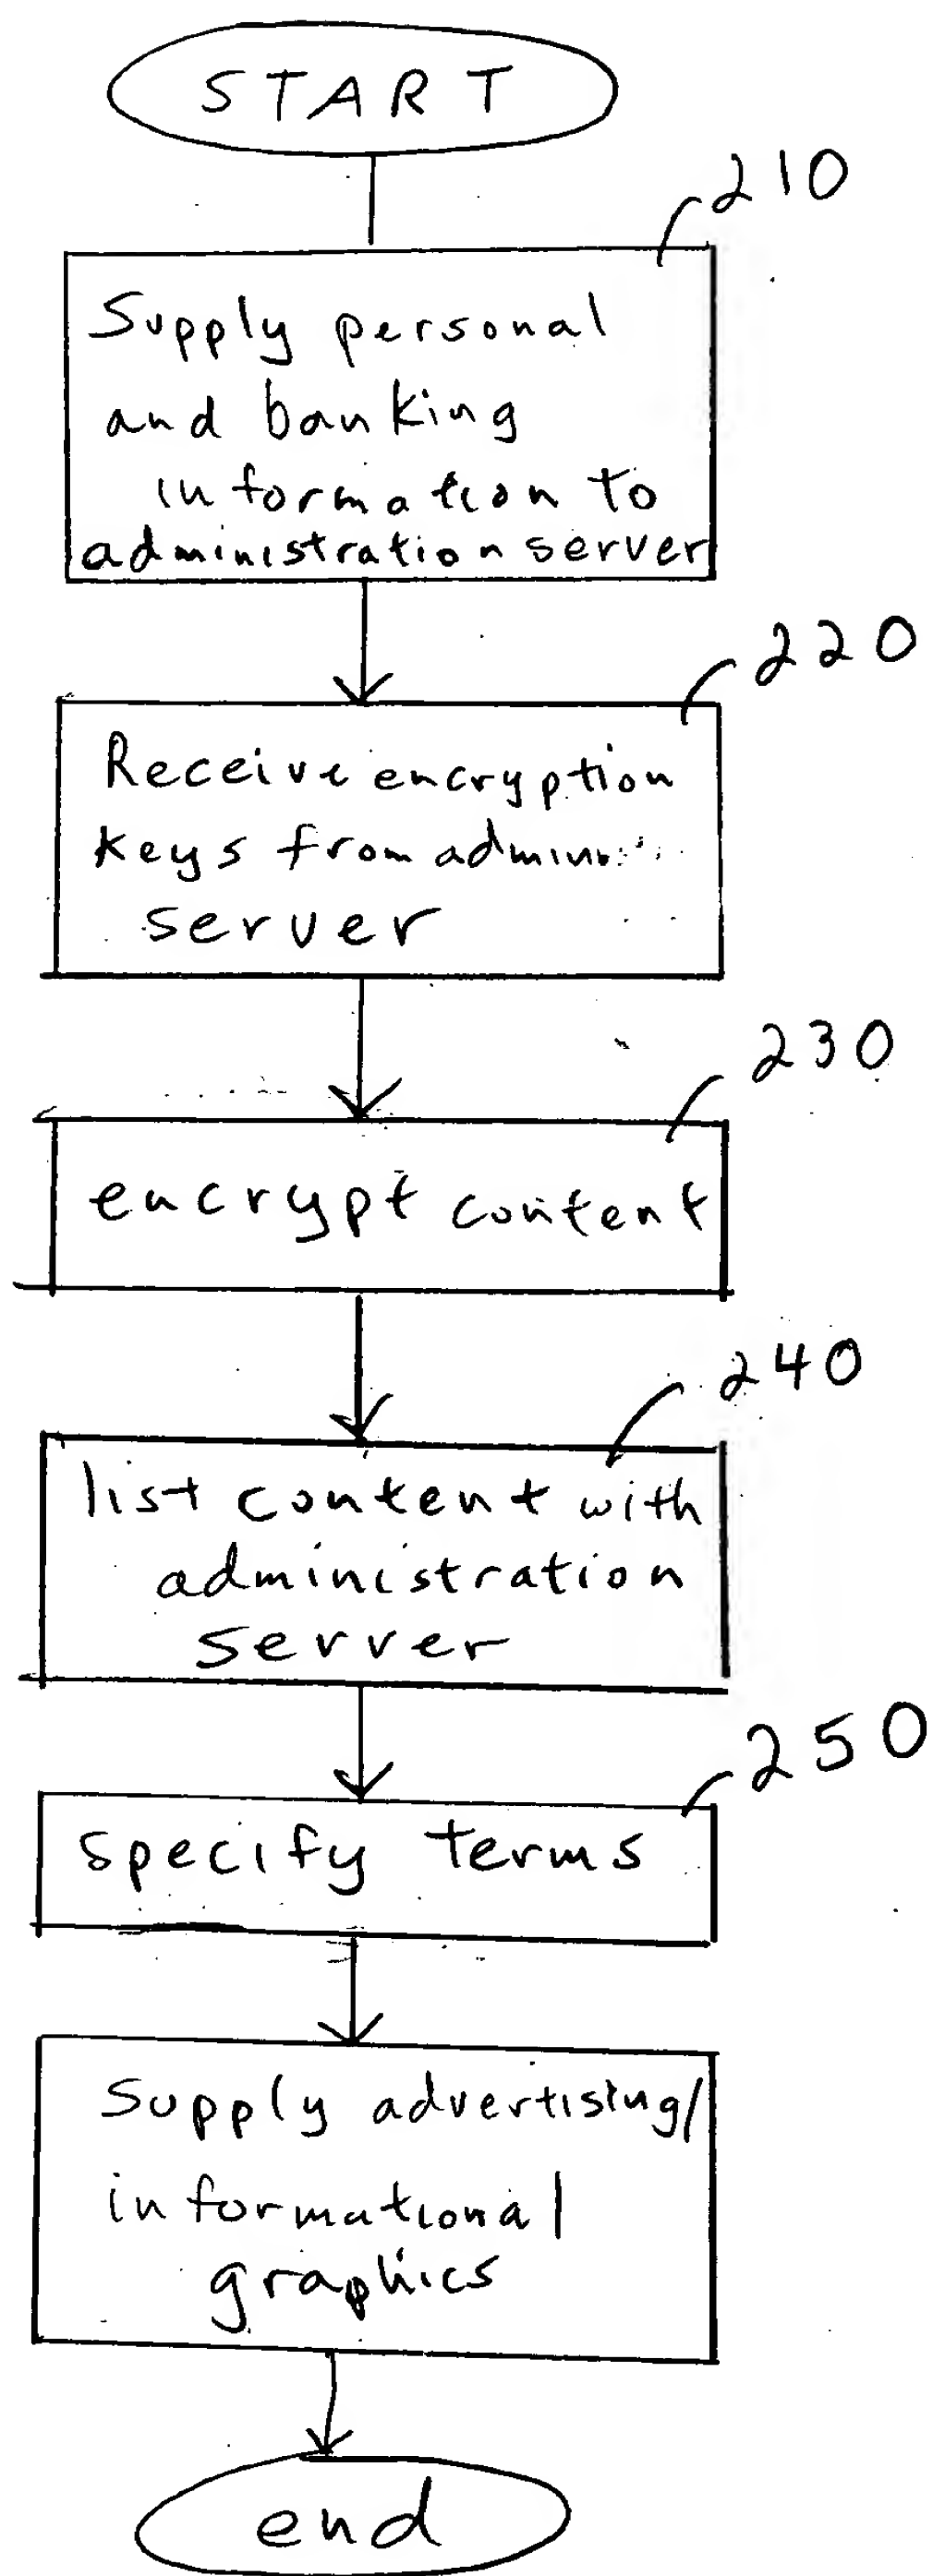 START
210
Supply personal
and banking
information to
administration server
220
Receive encryption
keys from
server
230
encrypt content
240
list content with
administration
server
250
specify terms
Supply advertising/
informational
graphics
end